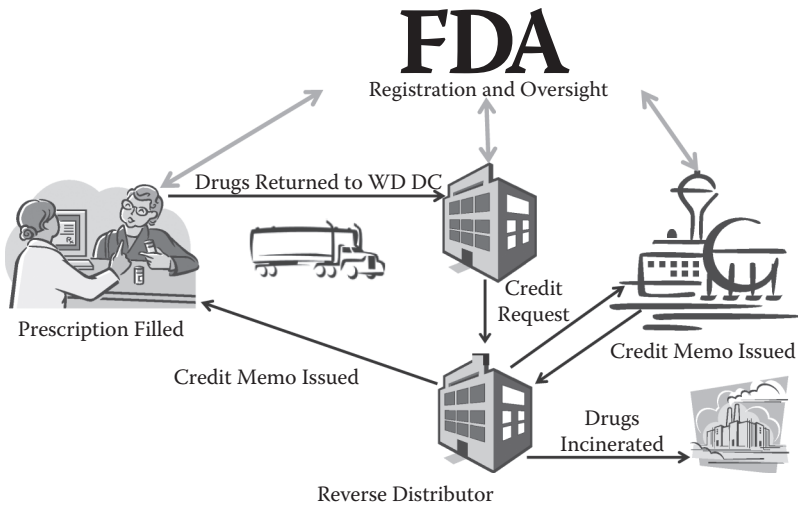 FDA
Registration and Oversight
Drugs Returned to WD DC
Prescription Filled
Credit
Request
Credit Memo Issued
Credit Memo Issued
Drugs
Incinerated
Reverse Distributor